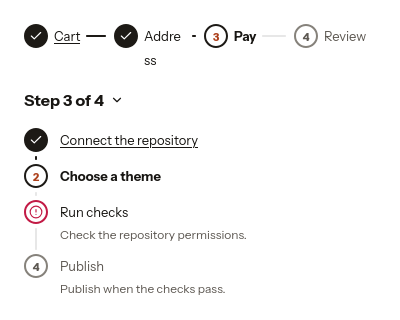 Cart Addre 3 Pay 4 Review
ss
Step 3 of 4
Connect the repository
2 Choose a theme
Run checks
Check the repository permissions.
4 Publish
Publish when the checks pass.